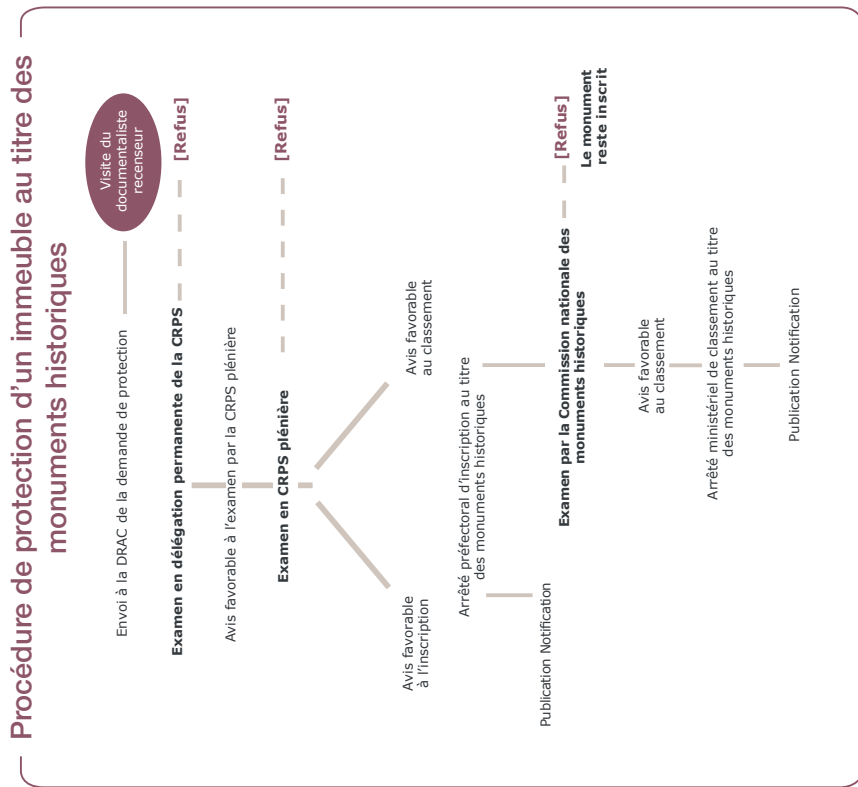 Procédure de protection d’un immeuble au titre des
monuments historiques
Envoi à la DRAC de la demande de protection
Visite du
documentaliste
recenseur
Examen en délégation permanente de la CRPS
[Refus]
Avis favorable à l’examen par la CRPS plénière
Examen en CRPS plénière
[Refus]
Avis favorable
à l’inscription
Avis favorable
au classement
Arrêté préfectoral d’inscription au titre
des monuments historiques
Publication Notification
Examen par la Commission nationale des
monuments historiques
[Refus]
Le monument
reste inscrit
Avis favorable
au classement
Arrêté ministériel de classement au titre
des monuments historiques
Publication Notification